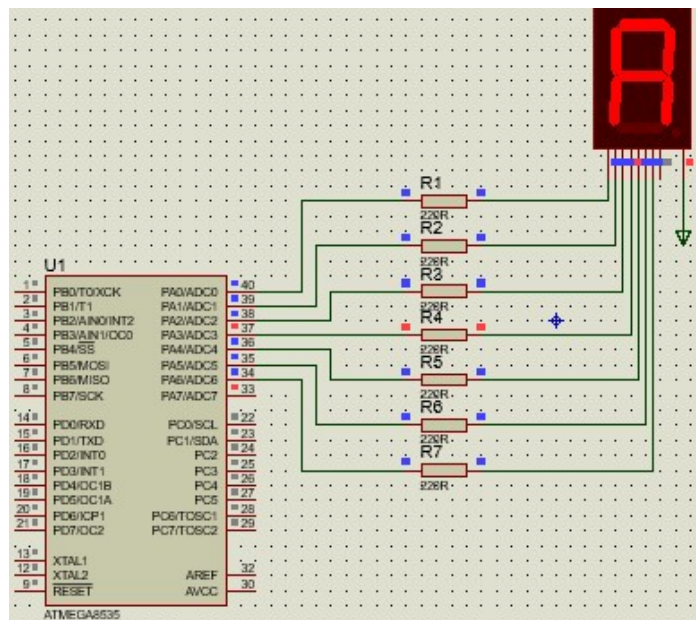 R1
220R
R2
220R
R3
220R
R4
220R
R5
220R
R6
220R
R7
220R
U1
1 PB0/T0/XCK PA0/ADC0 40
2 PB1/T1 PA1/ADC1 39
3 PB2/AIN0/INT2 PA2/ADC2 38
4 PB3/AIN1/OC0 PA3/ADC3 37
5 PB4/SS PA4/ADC4 36
6 PB5/MOSI PA5/ADC5 35
7 PB6/MISO PA6/ADC6 34
8 PB7/SCK PA7/ADC7 33
14 PD0/RXD PC0/SCL 22
15 PD1/TXD PC1/SDA 23
16 PD2/INT0 PC2 24
17 PD3/INT1 PC3 25
18 PD4/OC1B PC4 26
19 PD5/OC1A PC5 27
20 PD6/ICP1 PC6/TOSC1 28
21 PD7/OC2 PC7/TOSC2 29
13 XTAL1
12 XTAL2 AREF 32
9 RESET AVCC 30
ATMEGA8535